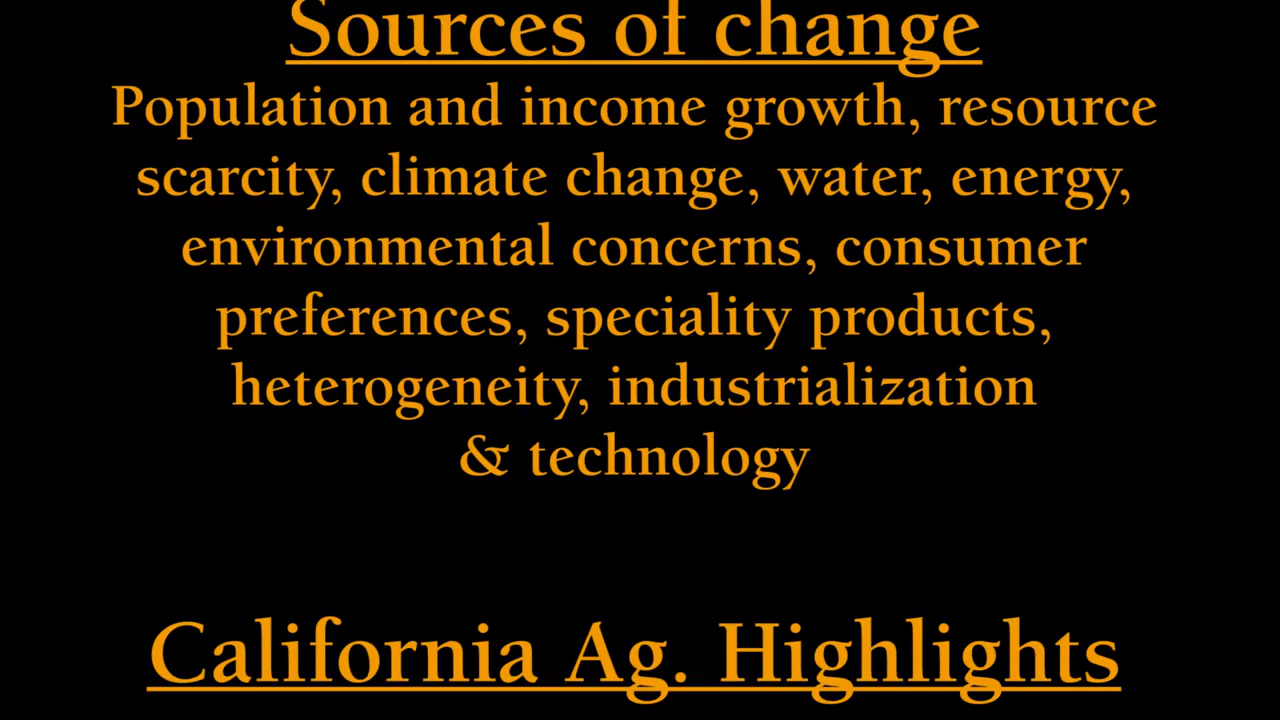 Sources of change
Population and income growth, resource
scarcity, climate change, water, energy,
environmental concerns, consumer
preferences, speciality products,
heterogeneity, industrialization
& technology
California Ag. Highlights